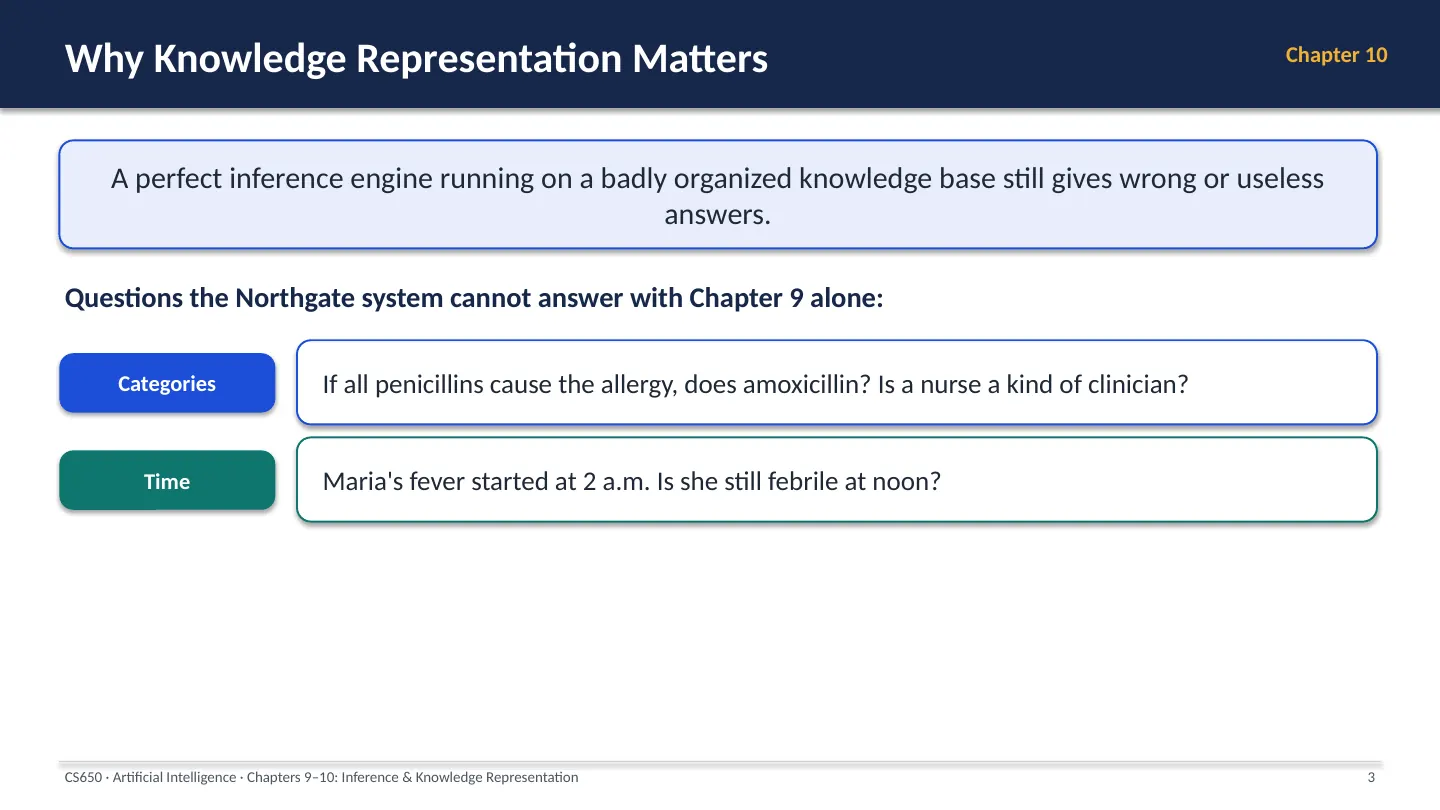 Why Knowledge Representation Matters
Chapter 10
A perfect inference engine running on a badly organized knowledge base still gives wrong or useless
answers.
Questions the Northgate system cannot answer with Chapter 9 alone:
Categories
If all penicillins cause the allergy, does amoxicillin? Is a nurse a kind of clinician?
Time
Maria's fever started at 2 a.m. Is she still febrile at noon?
CS650 · Artificial Intelligence · Chapters 9–10: Inference & Knowledge Representation
3